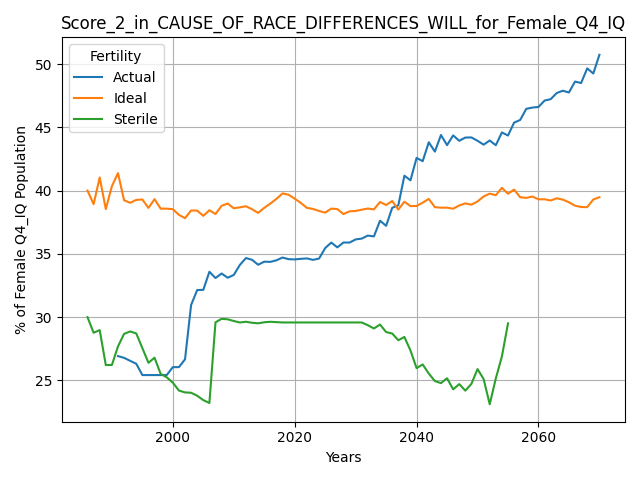 Score_2_in_CAUSE_OF_RACE_DIFFERENCES_WILL_for_Female_Q4_IQ
Fertility
Actual
Ideal
Sterile
% of Female Q4_IQ Population
50
45
40
35
30
25
2000
2020
2040
2060
Years